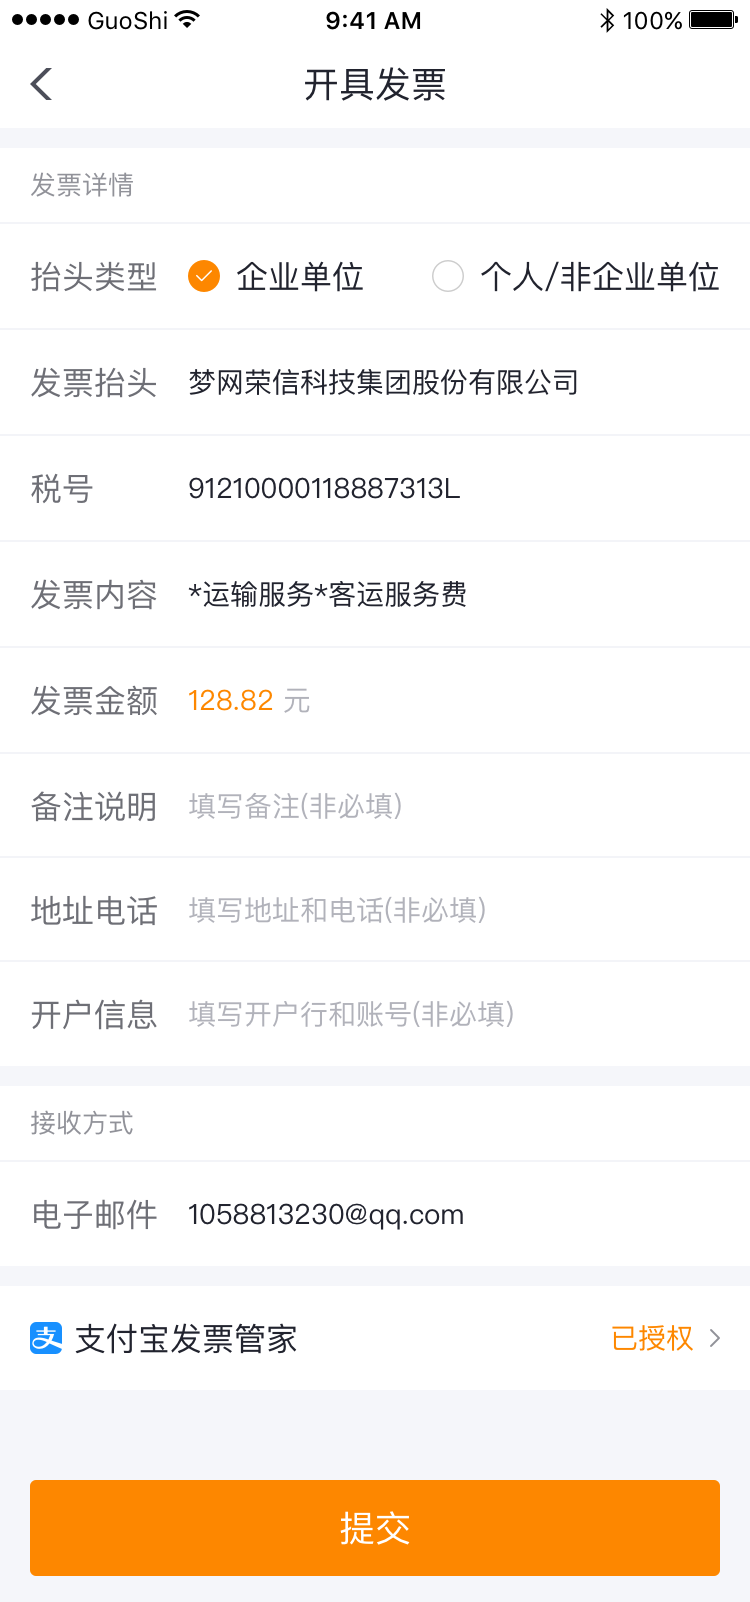 GuoShi 9:41 AM 100%
开具发票
发票详情
抬头类型 企业单位 个人/非企业单位
发票抬头 梦网荣信科技集团股份有限公司
税号 91210000118887313L
发票内容 *运输服务*客运服务费
发票金额 128.82 元
备注说明 填写备注(非必填)
地址电话 填写地址和电话(非必填)
开户信息 填写开户行和账号(非必填)
接收方式
电子邮件 1058813230@qq.com
支 支付宝发票管家 已授权
提交